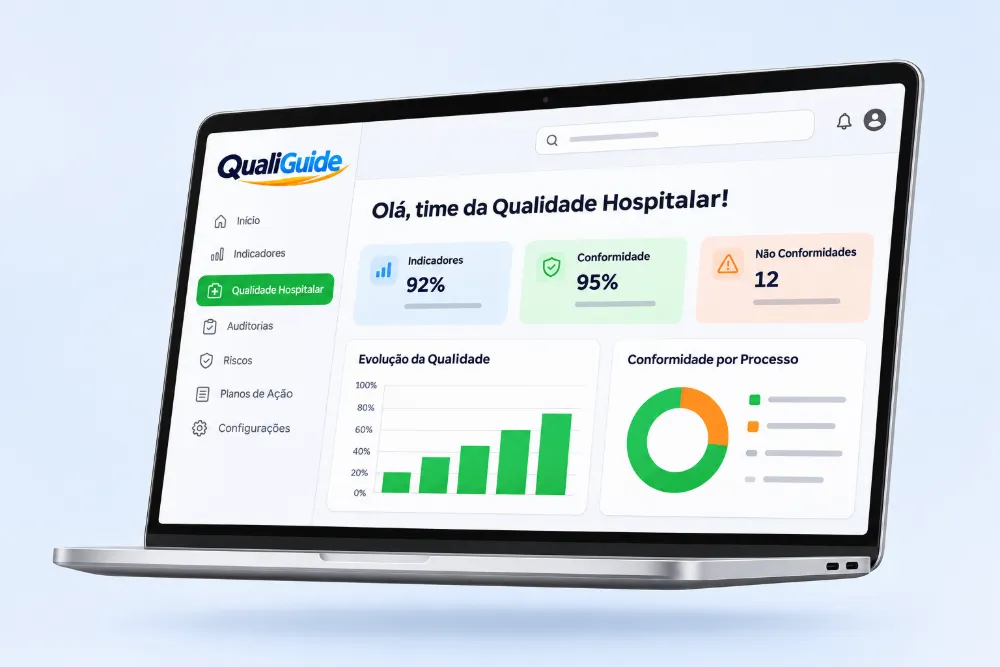 QualiGuide
Início
Indicadores
Qualidade Hospitalar
Auditorias
Riscos
Planos de Ação
Configurações
Olá, time da Qualidade Hospitalar!
Indicadores
92%
Conformidade
95%
Não Conformidades
12
Evolução da Qualidade
100%
80%
60%
40%
20%
0%
Conformidade por Processo